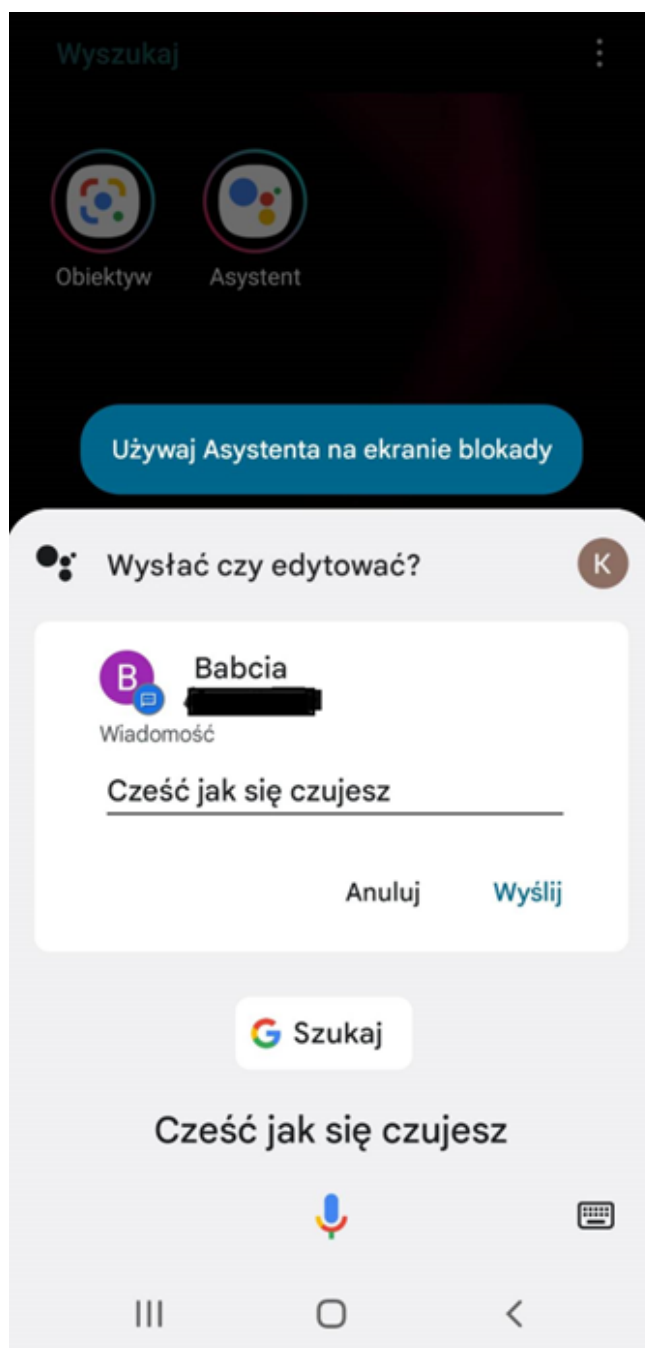 Wyszukaj
Obiektyw Asystent
Używaj Asystenta na ekranie blokady
Wysłać czy edytować?
K
B
Babcia
Wiadomość
Cześć jak się czujesz
Anuluj Wyślij
G Szukaj
Cześć jak się czujesz